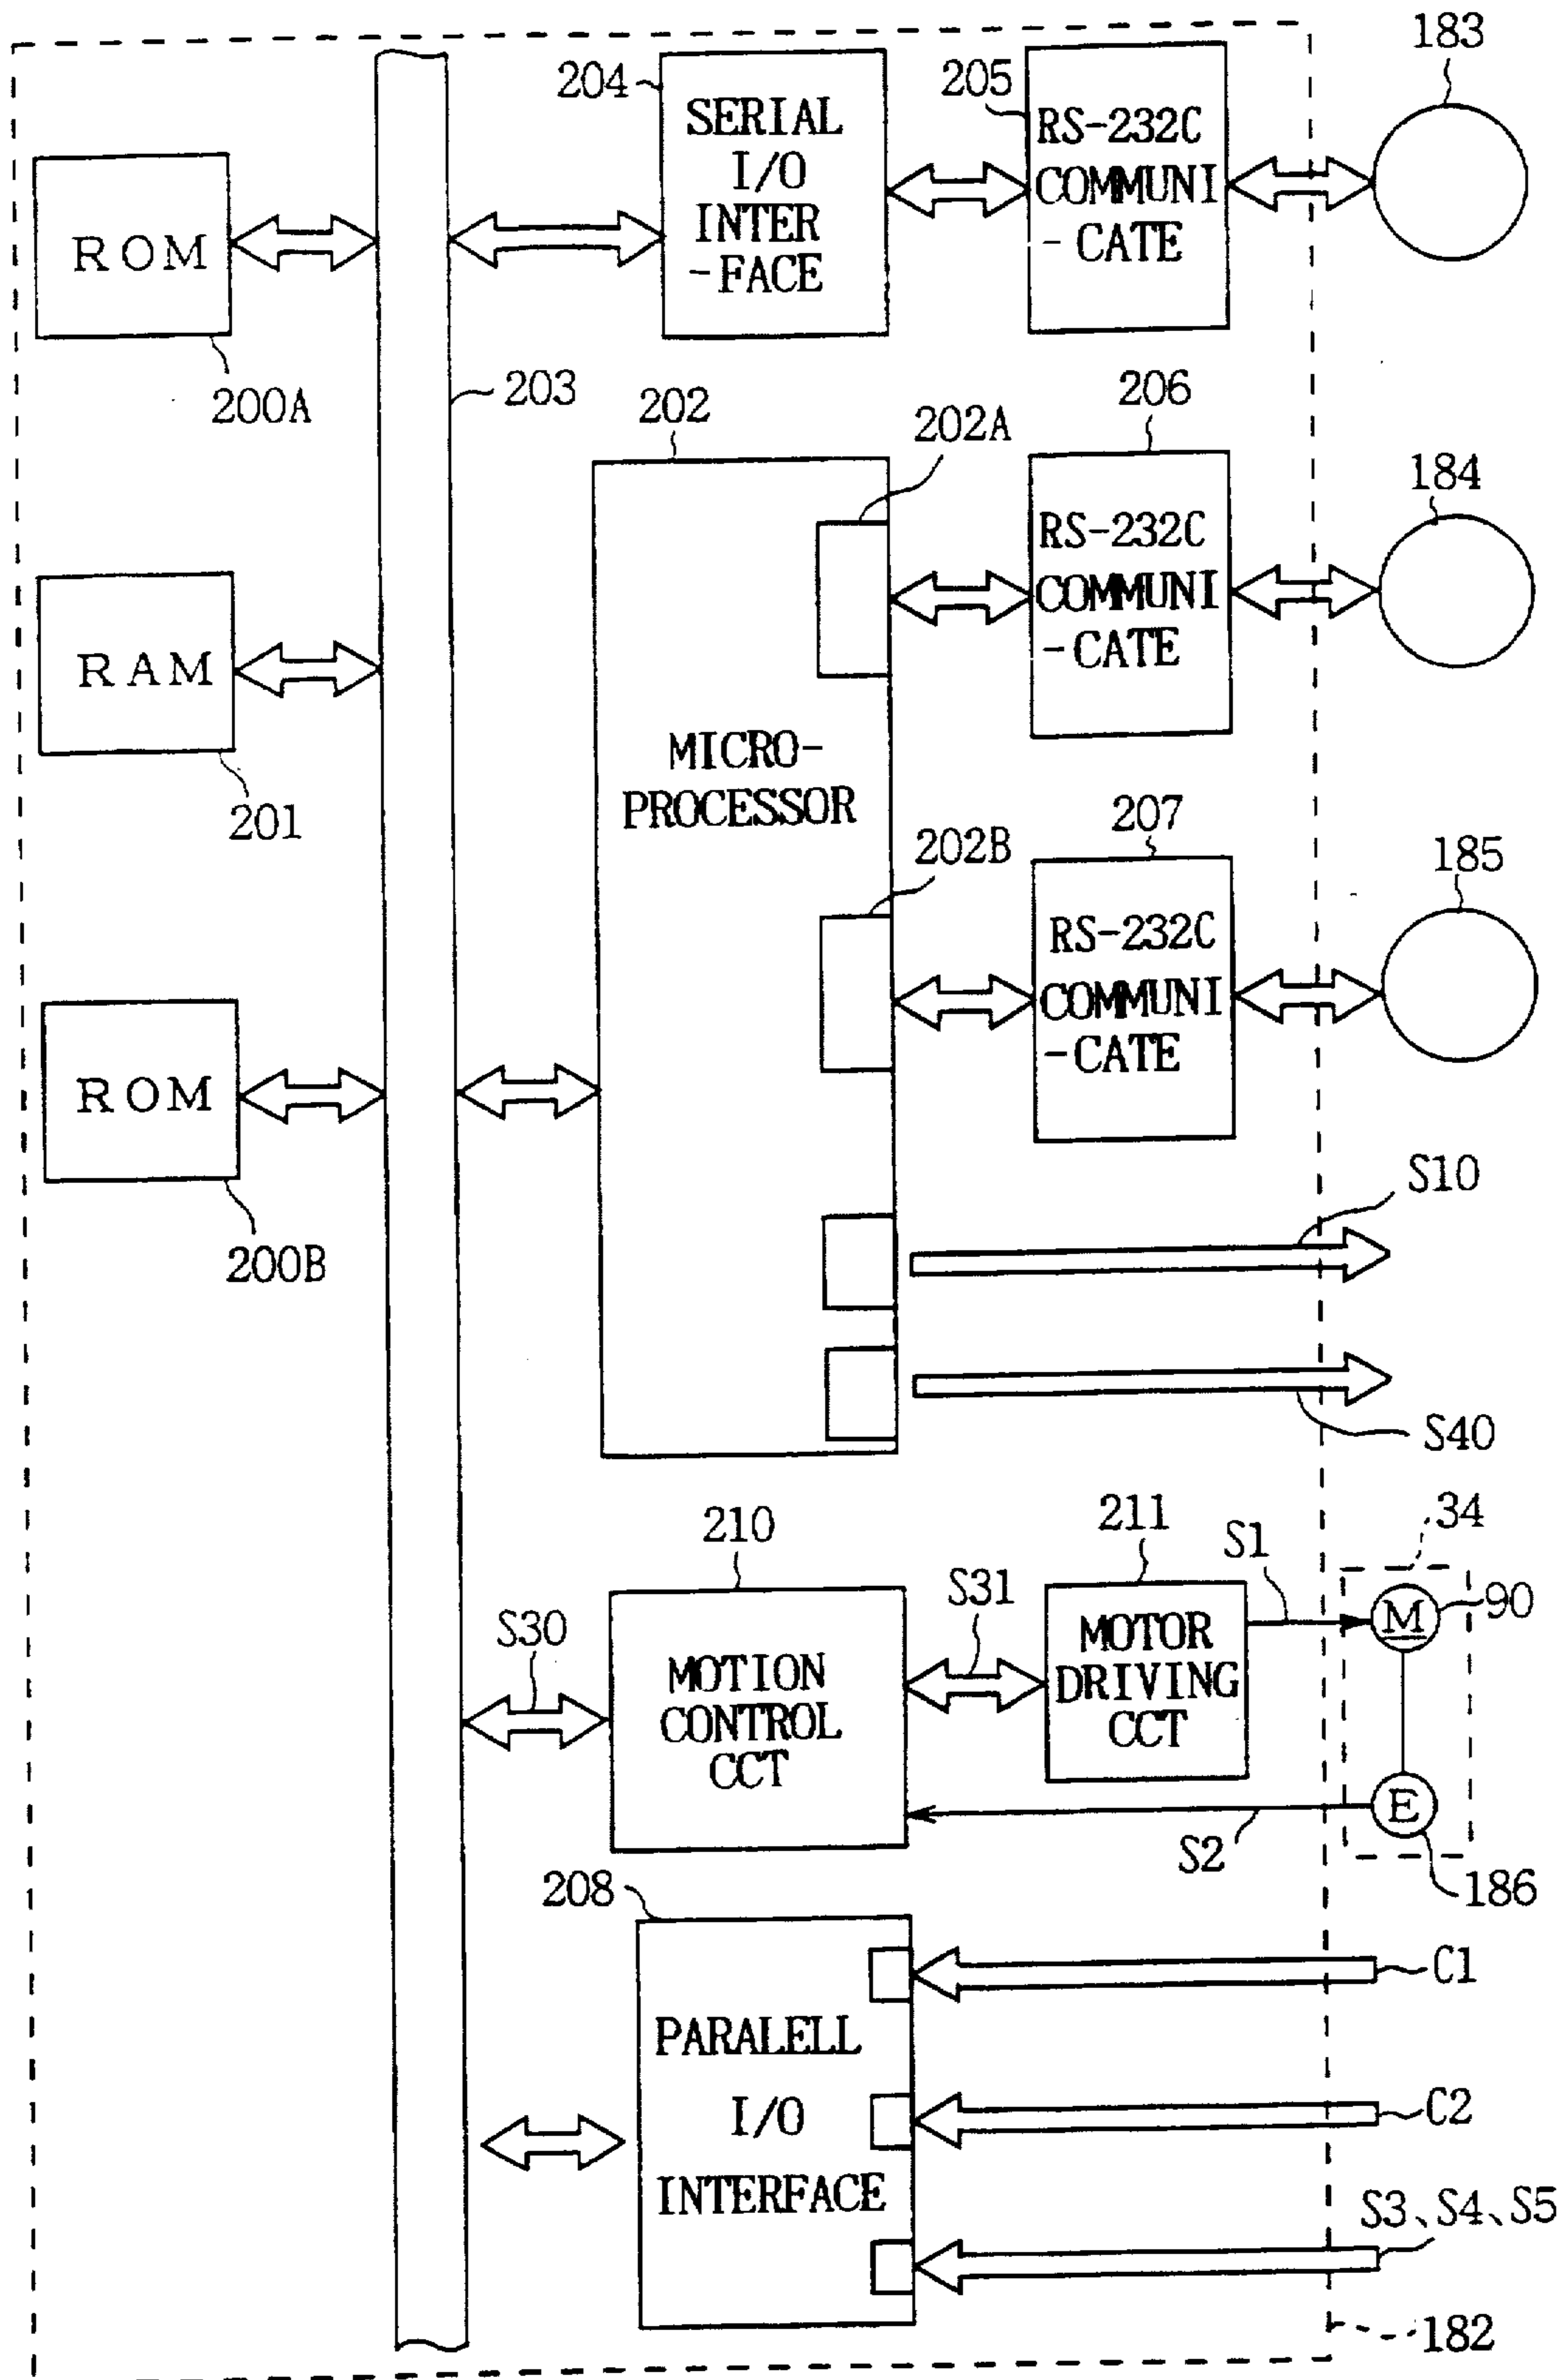 183
204
205
SERIAL
I/O
INTER
-FACE
RS-232C
COMMUNI
-CATE
ROM
200A
203
202
202A
206
184
RS-232C
COMMUNI
-CATE
RAM
201
MICRO-
PROCESSOR
202B
207
185
RS-232C
COMMUNI
-CATE
ROM
200B
S10
S40
210
211
S1
34
S30
S31
M
90
MOTION
CONTROL
CCT
MOTOR
DRIVING
CCT
E
S2
186
208
C1
PARALELL
I/O
INTERFACE
C2
S3、S4、S5
182